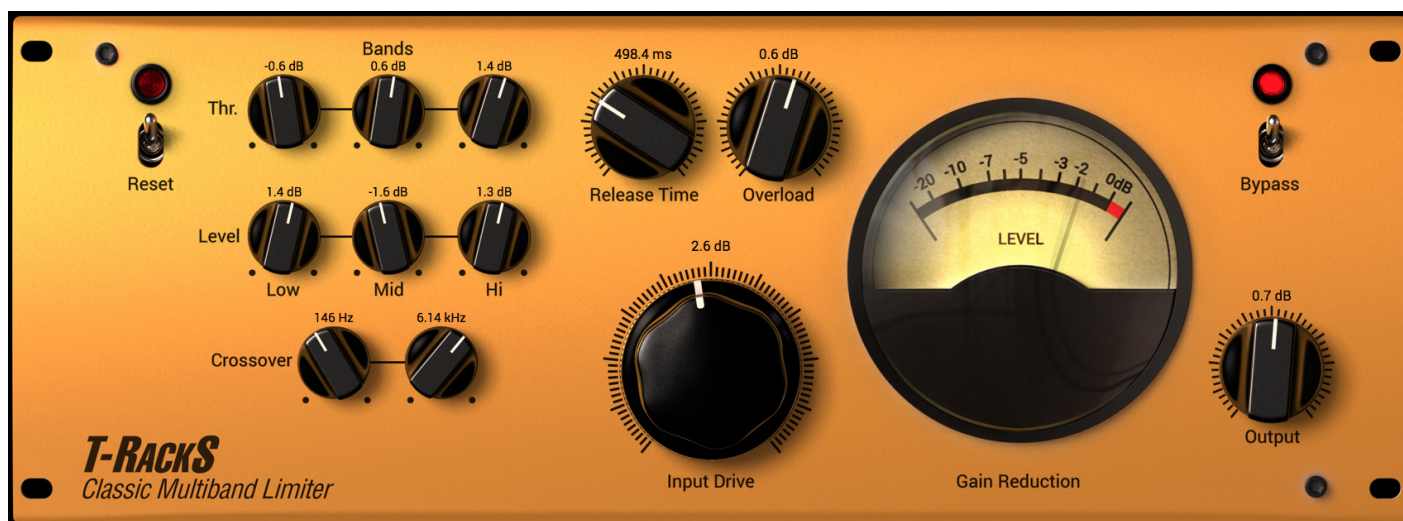 Bands
-0.6 dB 0.6 dB 1.4 dB
Thr.
Reset
1.4 dB -1.6 dB 1.3 dB
Level
Low Mid Hi
146 Hz 6.14 kHz
Crossover
T-RackS
Classic Multiband Limiter
498.4 ms 0.6 dB
Release Time Overload
2.6 dB
Input Drive
-20 -10 -7 -5 -3 -2 0dB
LEVEL
Gain Reduction
Bypass
0.7 dB
Output